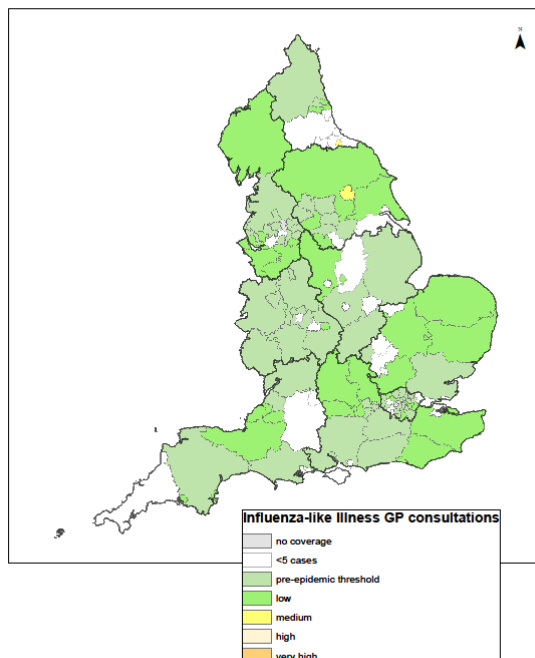 N
Influenza-like Illness GP consultations
no coverage
<5 cases
pre-epidemic threshold
low
medium
high
very high